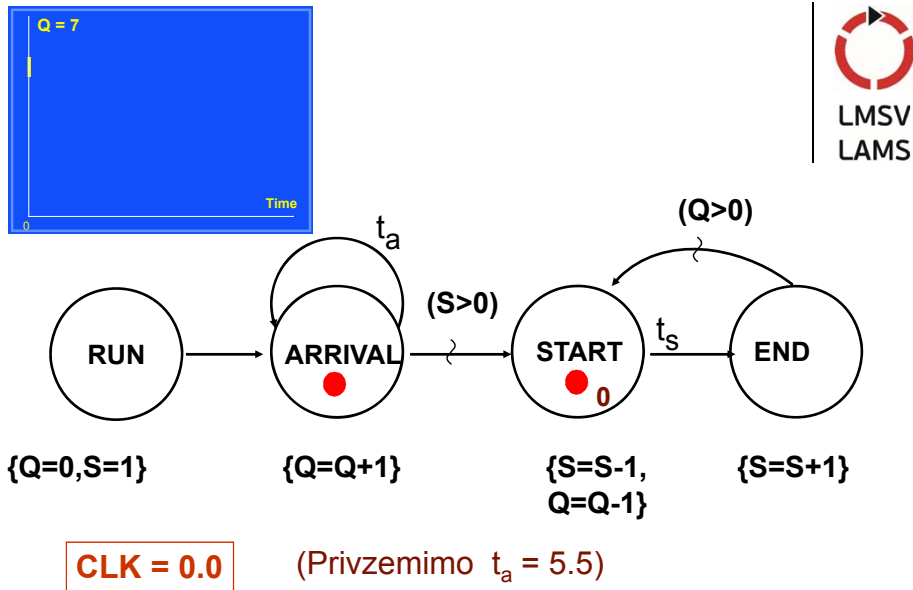 Q = 7
Time
0
LMSV
LAMS
t_a
(S>0)
(Q>0)
RUN
ARRIVAL
START
t_s
END
0
{Q=0,S=1}
{Q=Q+1}
{S=S-1,
Q=Q-1}
{S=S+1}
CLK = 0.0
(Privzemimo t_a = 5.5)